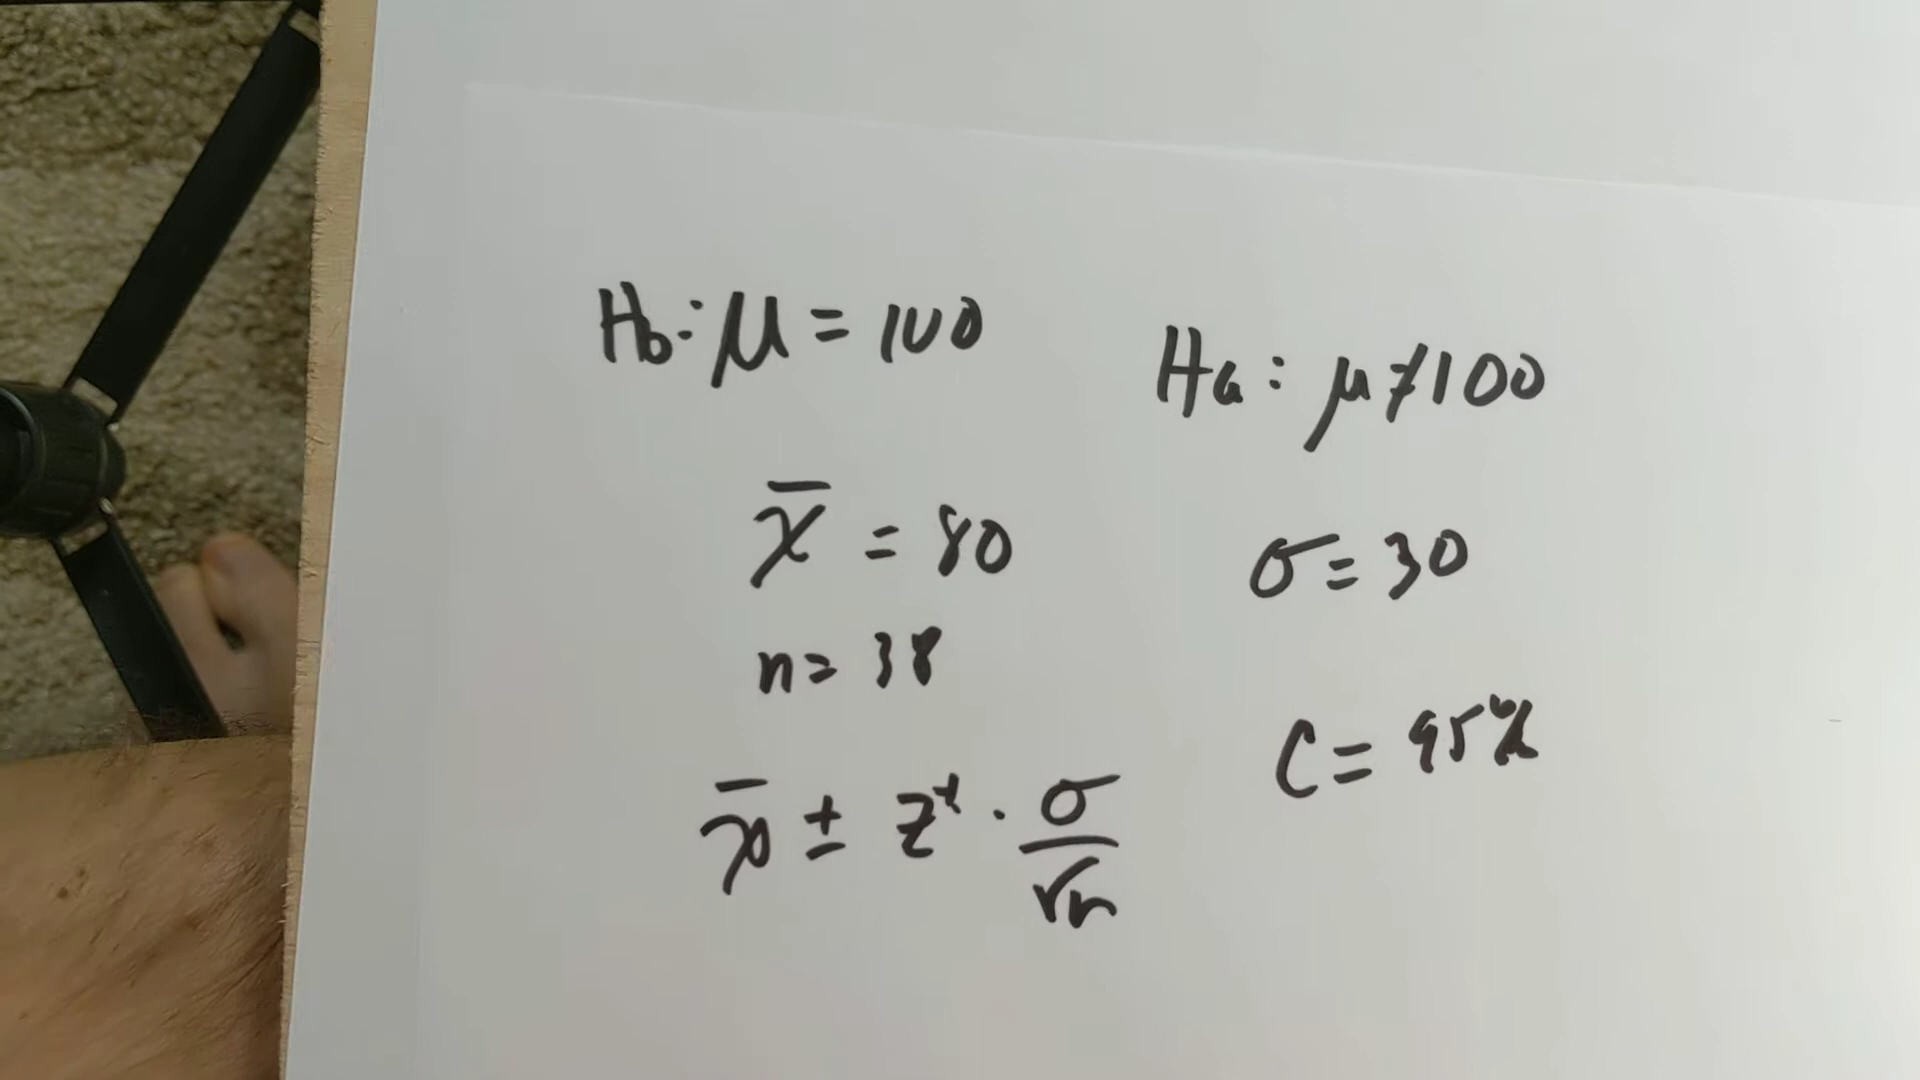 H₀: μ = 100
Ha: μ ≠ 100
x̄ = 80
σ = 30
n = 38
C = 95%
x̄ ± z* · σ/√n